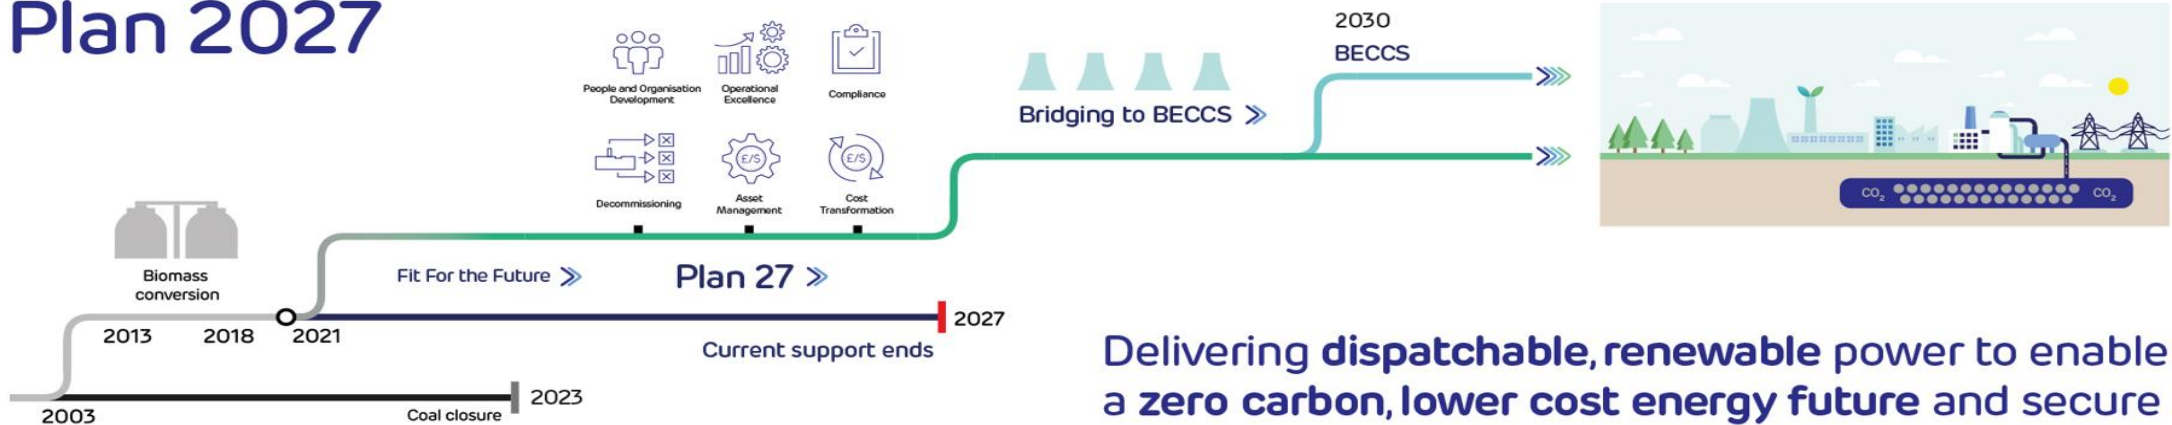 Plan 2027
People and Organisation
Development
Operational
Excellence
Compliance
£/$
£/$
Decommissioning
Asset
Management
Cost
Transformation
Biomass
conversion
2013
2018
2021
Fit For the Future
Plan 27
2027
Current support ends
2003
Coal closure
2023
Bridging to BECCS
2030
BECCS
CO₂
CO₂
Delivering dispatchable, renewable power to enable
a zero carbon, lower cost energy future and secure